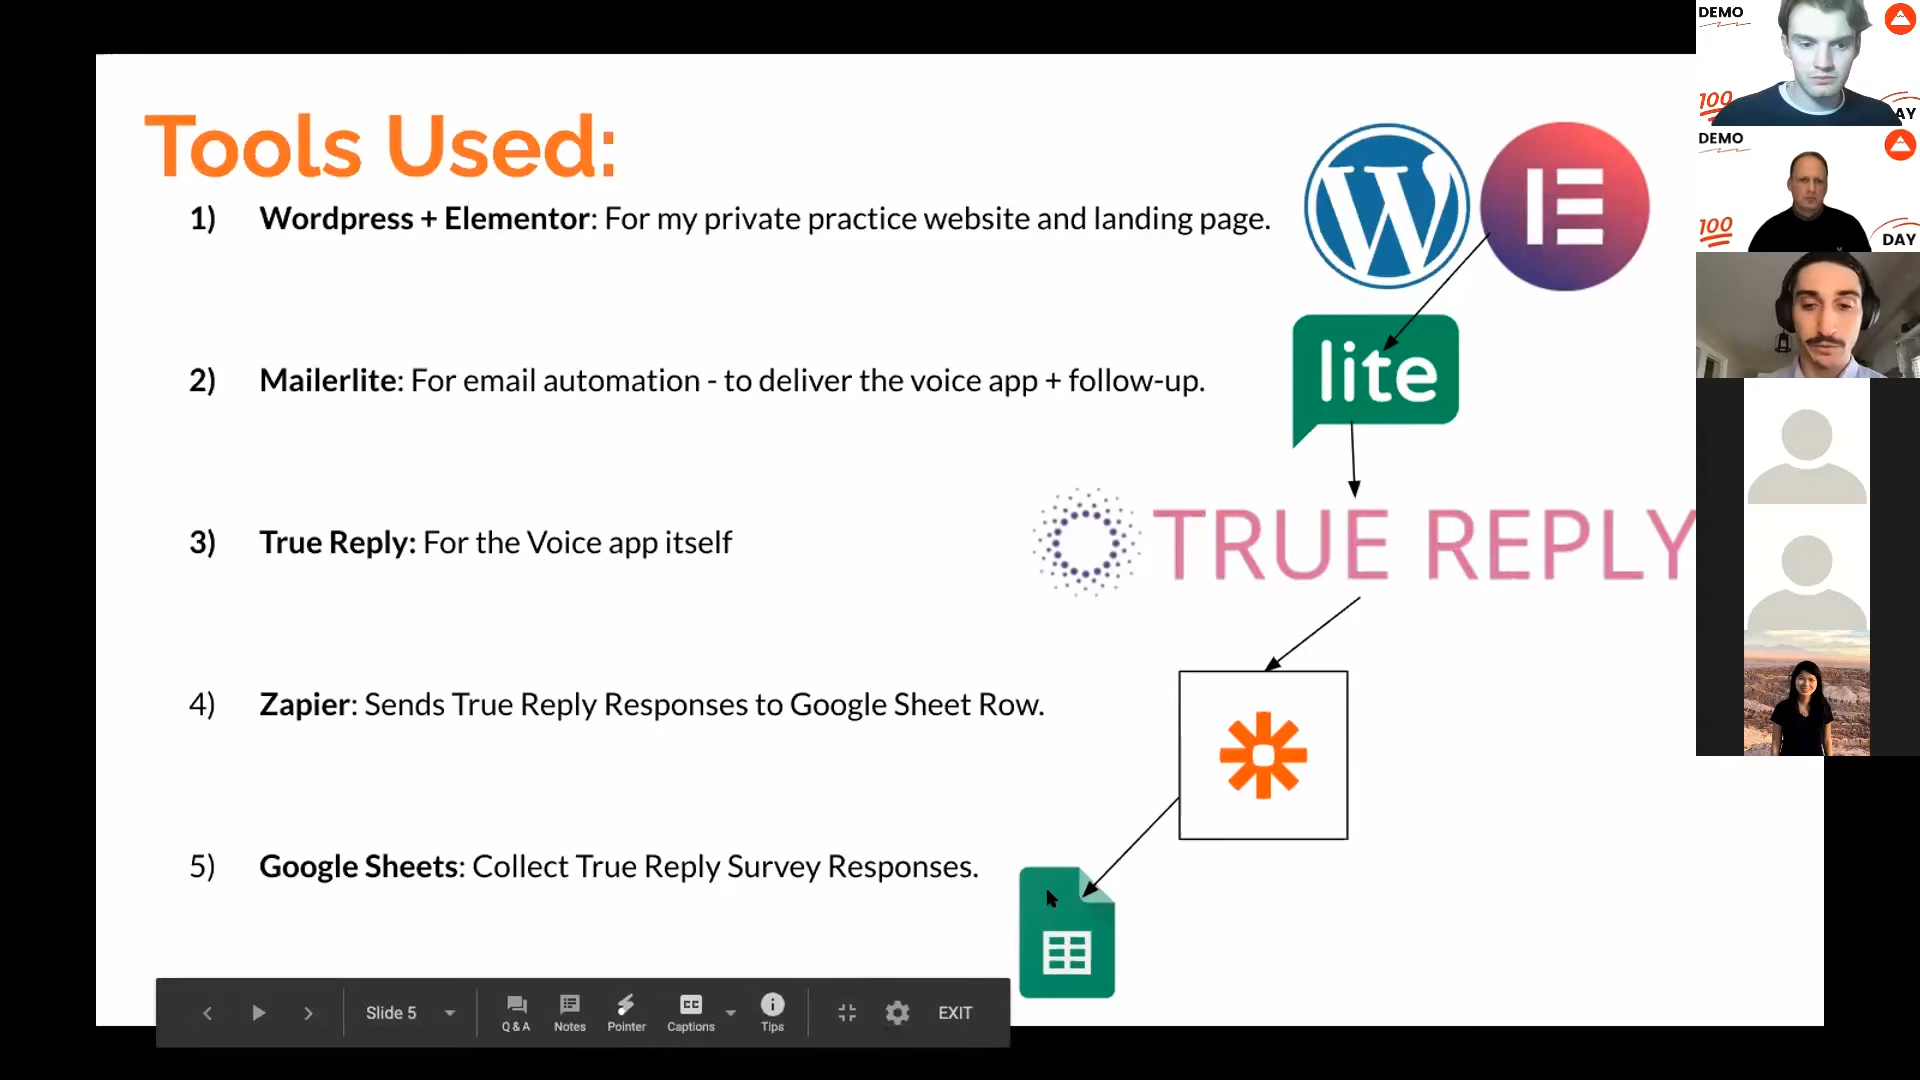 Tools Used:
1) Wordpress + Elementor: For my private practice website and landing page.
2) Mailerlite: For email automation - to deliver the voice app + follow-up.
lite
3) True Reply: For the Voice app itself
TRUE REPLY
4) Zapier: Sends True Reply Responses to Google Sheet Row.
5) Google Sheets: Collect True Reply Survey Responses.
Slide 5
Q & A
Notes
Pointer
CC
Captions
Tips
EXIT
DEMO
100
AY
DEMO
100
DAY